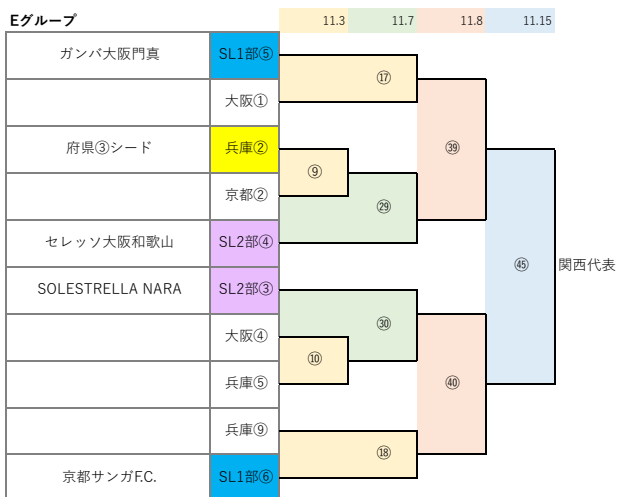 Eグループ
11.3 11.7 11.8 11.15
ガンバ大阪門真 SL1部⑤
大阪①
⑰
府県③シード 兵庫②
㊴
⑨
京都②
㉙
セレッソ大阪和歌山 SL2部④
㊺ 関西代表
SOLESTRELLA NARA SL2部③
㉚
大阪④
⑩
兵庫⑤
㊵
兵庫⑨
⑱
京都サンガF.C. SL1部⑥